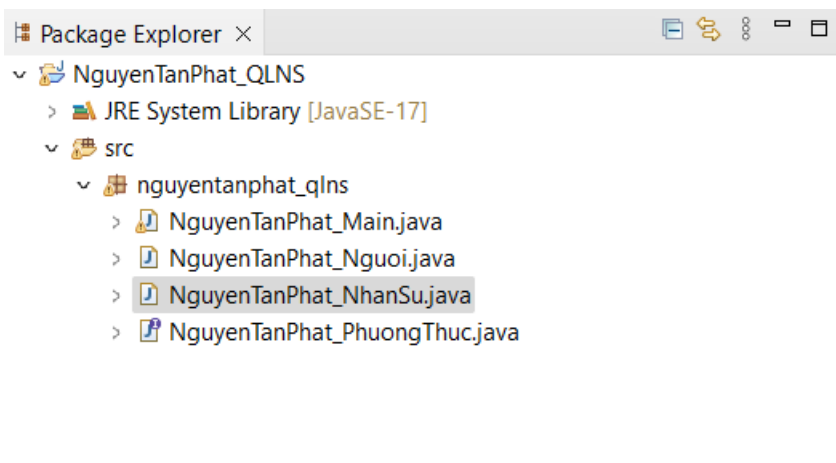 Package Explorer
NguyenTanPhat_QLNS
JRE System Library [JavaSE-17]
src
nguyentanphat_qlns
NguyenTanPhat_Main.java
NguyenTanPhat_Nguoi.java
NguyenTanPhat_NhanSu.java
NguyenTanPhat_PhuongThuc.java